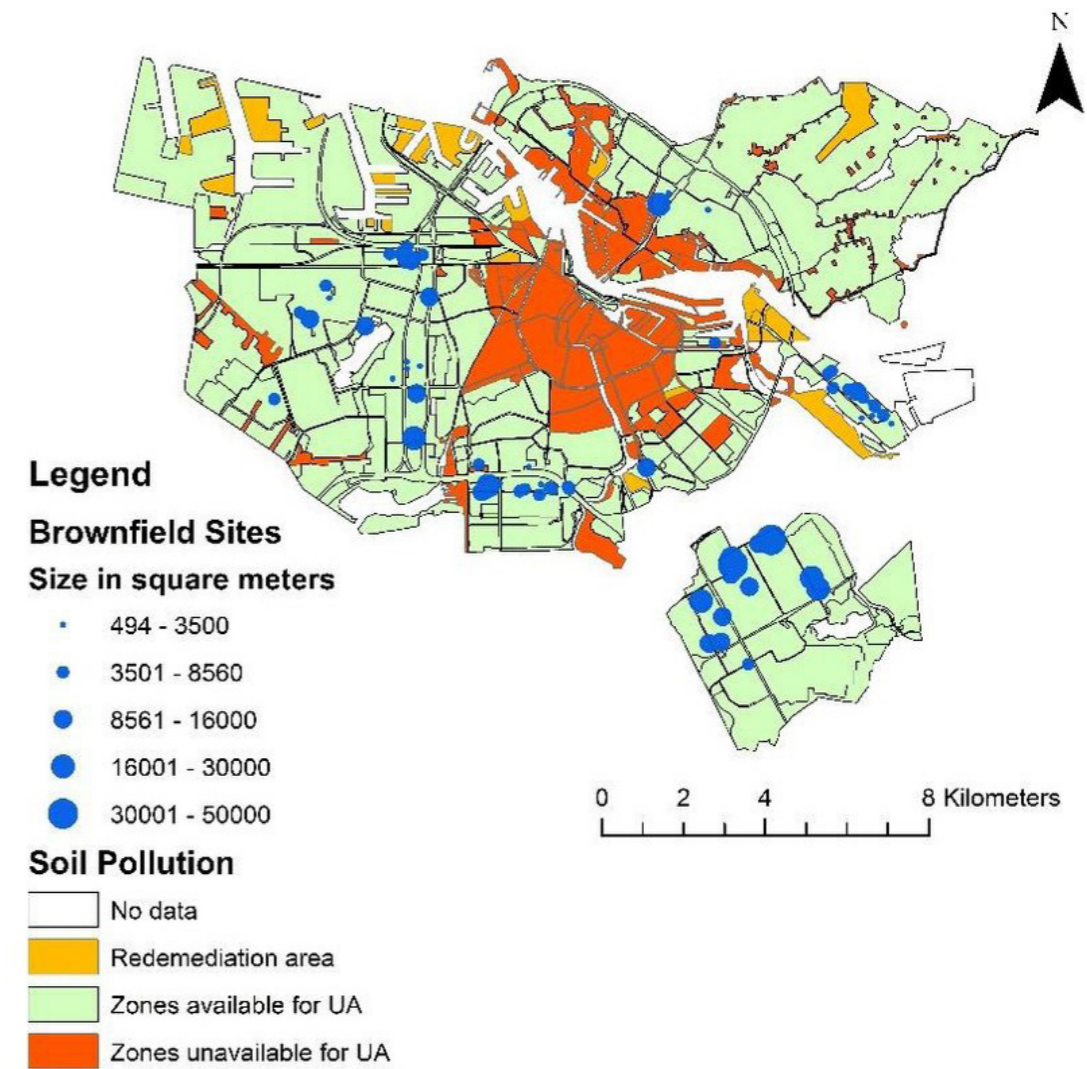 N
Legend
Brownfield Sites
Size in square meters
494 - 3500
3501 - 8560
8561 - 16000
16001 - 30000
30001 - 50000
0 2 4 8 Kilometers
Soil Pollution
No data
Redemediation area
Zones available for UA
Zones unavailable for UA